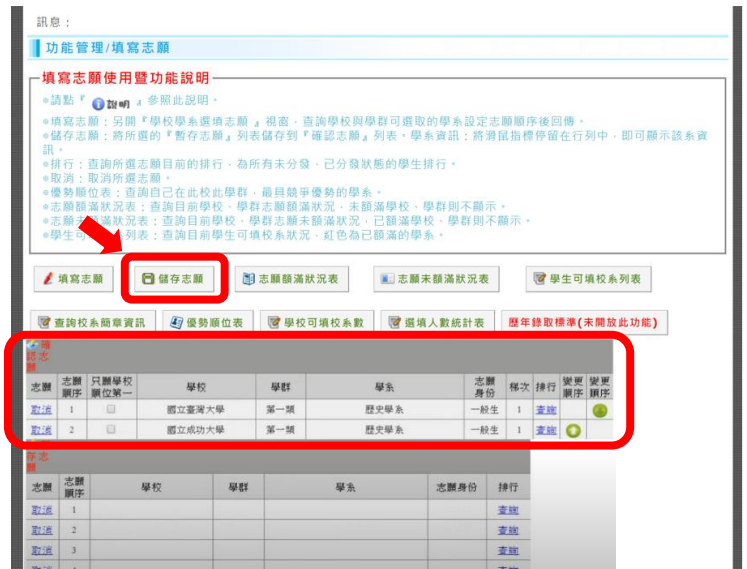 訊息：
功能管理/填寫志願
填寫志願使用暨功能說明
●請點『 說明 』參照此說明。
●填寫志願：另開『學校學系選填志願 』視窗，查詢學校與學群可選取的學系設定志願順序後回傳。
●儲存志願：將所選的『暫存志願』列表儲存到『確認志願』列表。學系資訊：將滑鼠指標停留在行列中，即可顯示該系資
訊。
●排行：查詢所選志願目前的排行，為所有未分發、已分發狀態的學生排行。
●取消：取消所選志願。
●優勢順位表：查詢自己在此校此學群，最具競爭優勢的學系。
●志願額滿狀況表：查詢目前學校、學群志願額滿狀況，未額滿學校、學群則不顯示。
●志願未額滿狀況表：查詢目前學校、學群志願未額滿狀況，已額滿學校、學群則不顯示。
●學生可填校系列表：查詢目前學生可填校系狀況，紅色為已額滿的學系。
填寫志願 儲存志願 志願額滿狀況表 志願未額滿狀況表 學生可填校系列表
查詢校系簡章資訊 優勢順位表 學校可填校系數 選填人數統計表 歷年錄取標準(未開放此功能)
確
認志
願
志願 志願順序 只願學校順位第一 學校 學群 學系 志願身份 梯次 排行 變更順序 變更順序
取消 1 國立臺灣大學 第一類 歷史學系 一般生 1 查詢
取消 2 國立成功大學 第一類 歷史學系 一般生 1 查詢
存志
願
志願 志願順序 學校 學群 學系 志願身份 排行
取消 1 查詢
取消 2 查詢
取消 3 查詢